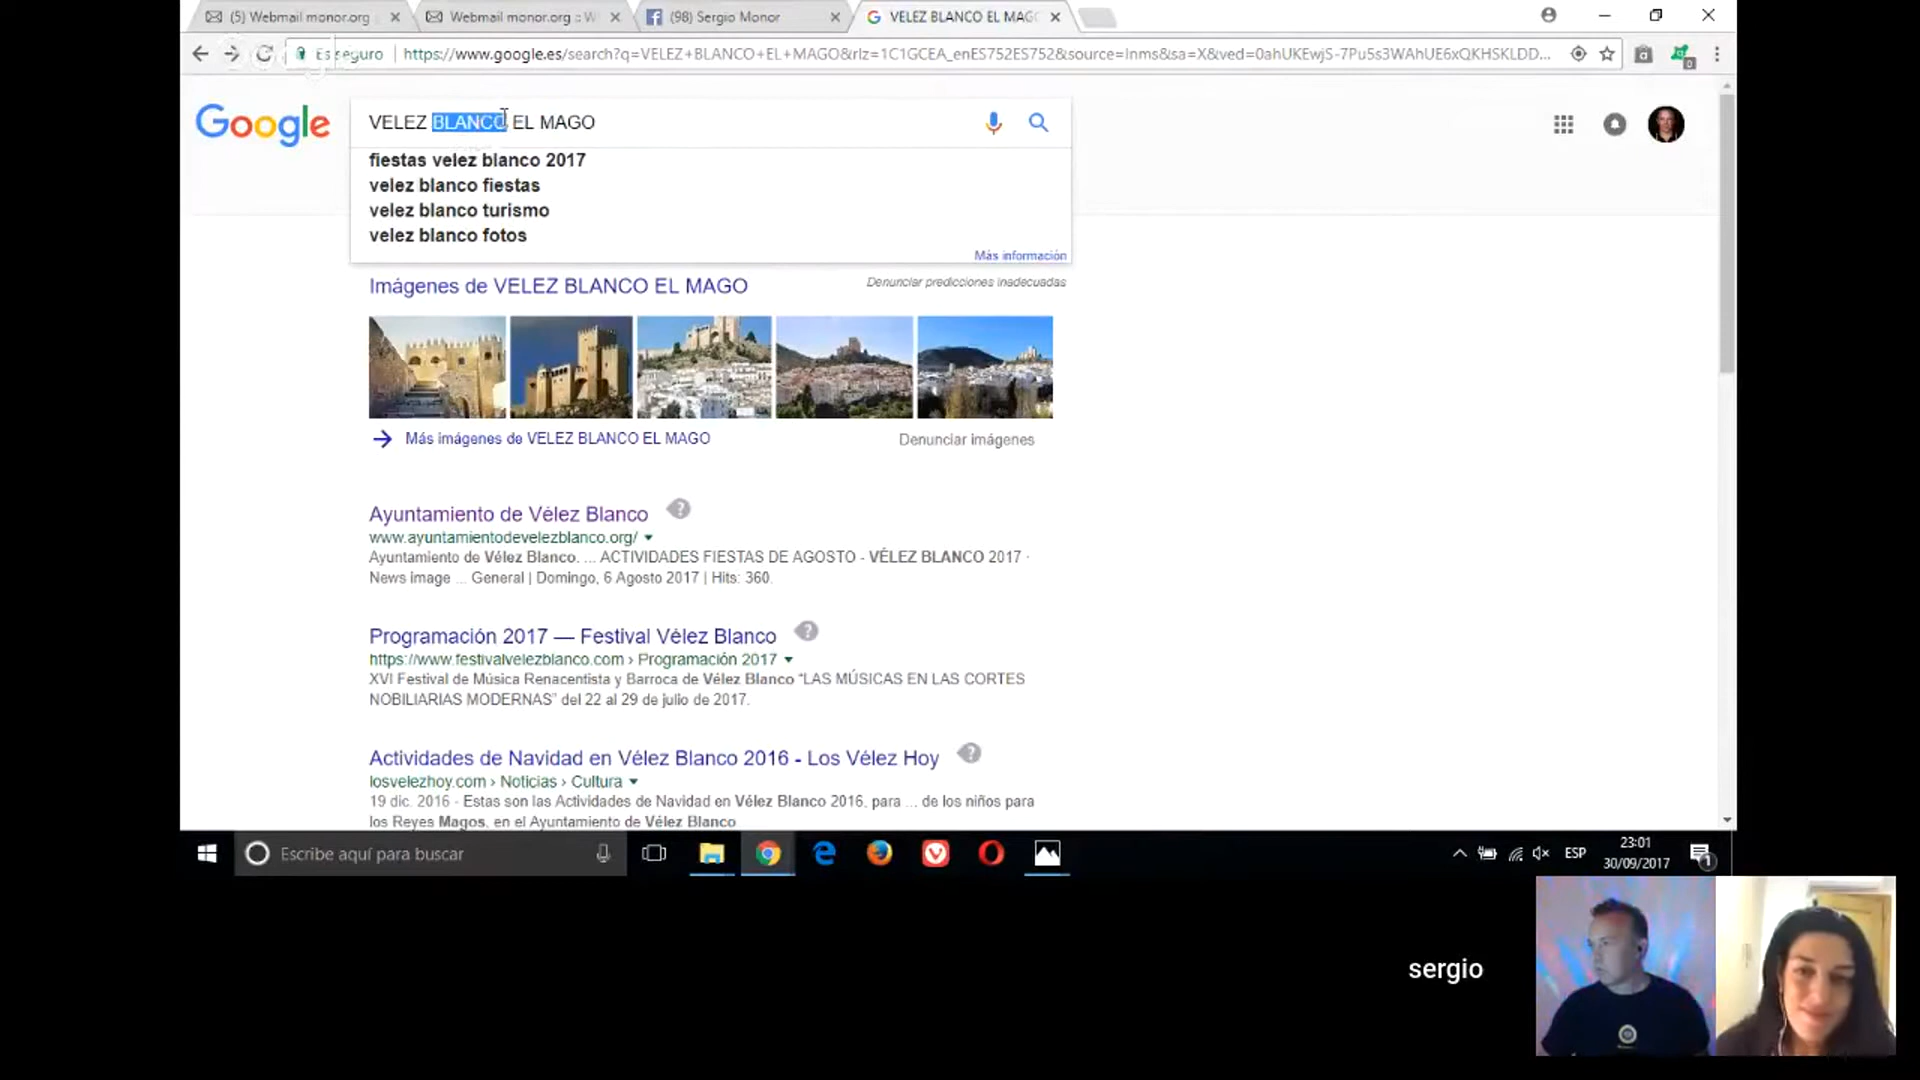 (5) Webmail monor.org
Webmail monor.org :: W
(98) Sergio Monor
VELEZ BLANCO EL MAG
Es seguro
https://www.google.es/search?q=VELEZ+BLANCO+EL+MAGO&rlz=1C1GCEA_enES752ES752&source=lnms&sa=X&ved=0ahUKEwjS-7Pu5s3WAhUE6xQKHSKLDD...
Google
VELEZ BLANCO EL MAGO
fiestas velez blanco 2017
velez blanco fiestas
velez blanco turismo
velez blanco fotos
Más información
Imágenes de VELEZ BLANCO EL MAGO
Denunciar predicciones inadecuadas
Más imágenes de VELEZ BLANCO EL MAGO
Denunciar imágenes
Ayuntamiento de Vélez Blanco
www.ayuntamientodevelezblanco.org/
Ayuntamiento de Vélez Blanco. ... ACTIVIDADES FIESTAS DE AGOSTO - VÉLEZ BLANCO 2017 ·
News image ... General | Domingo, 6 Agosto 2017 | Hits: 360.
Programación 2017 — Festival Vélez Blanco
https://www.festivalvelezblanco.com › Programación 2017
XVI Festival de Música Renacentista y Barroca de Vélez Blanco “LAS MÚSICAS EN LAS CORTES
NOBILIARIAS MODERNAS” del 22 al 29 de julio de 2017.
Actividades de Navidad en Vélez Blanco 2016 - Los Vélez Hoy
losvelezhoy.com › Noticias › Cultura
19 dic. 2016 - Estas son las Actividades de Navidad en Vélez Blanco 2016, para ... de los niños para
los Reyes Magos, en el Ayuntamiento de Vélez Blanco
Escribe aquí para buscar
ESP
23:01
30/09/2017
1
sergio